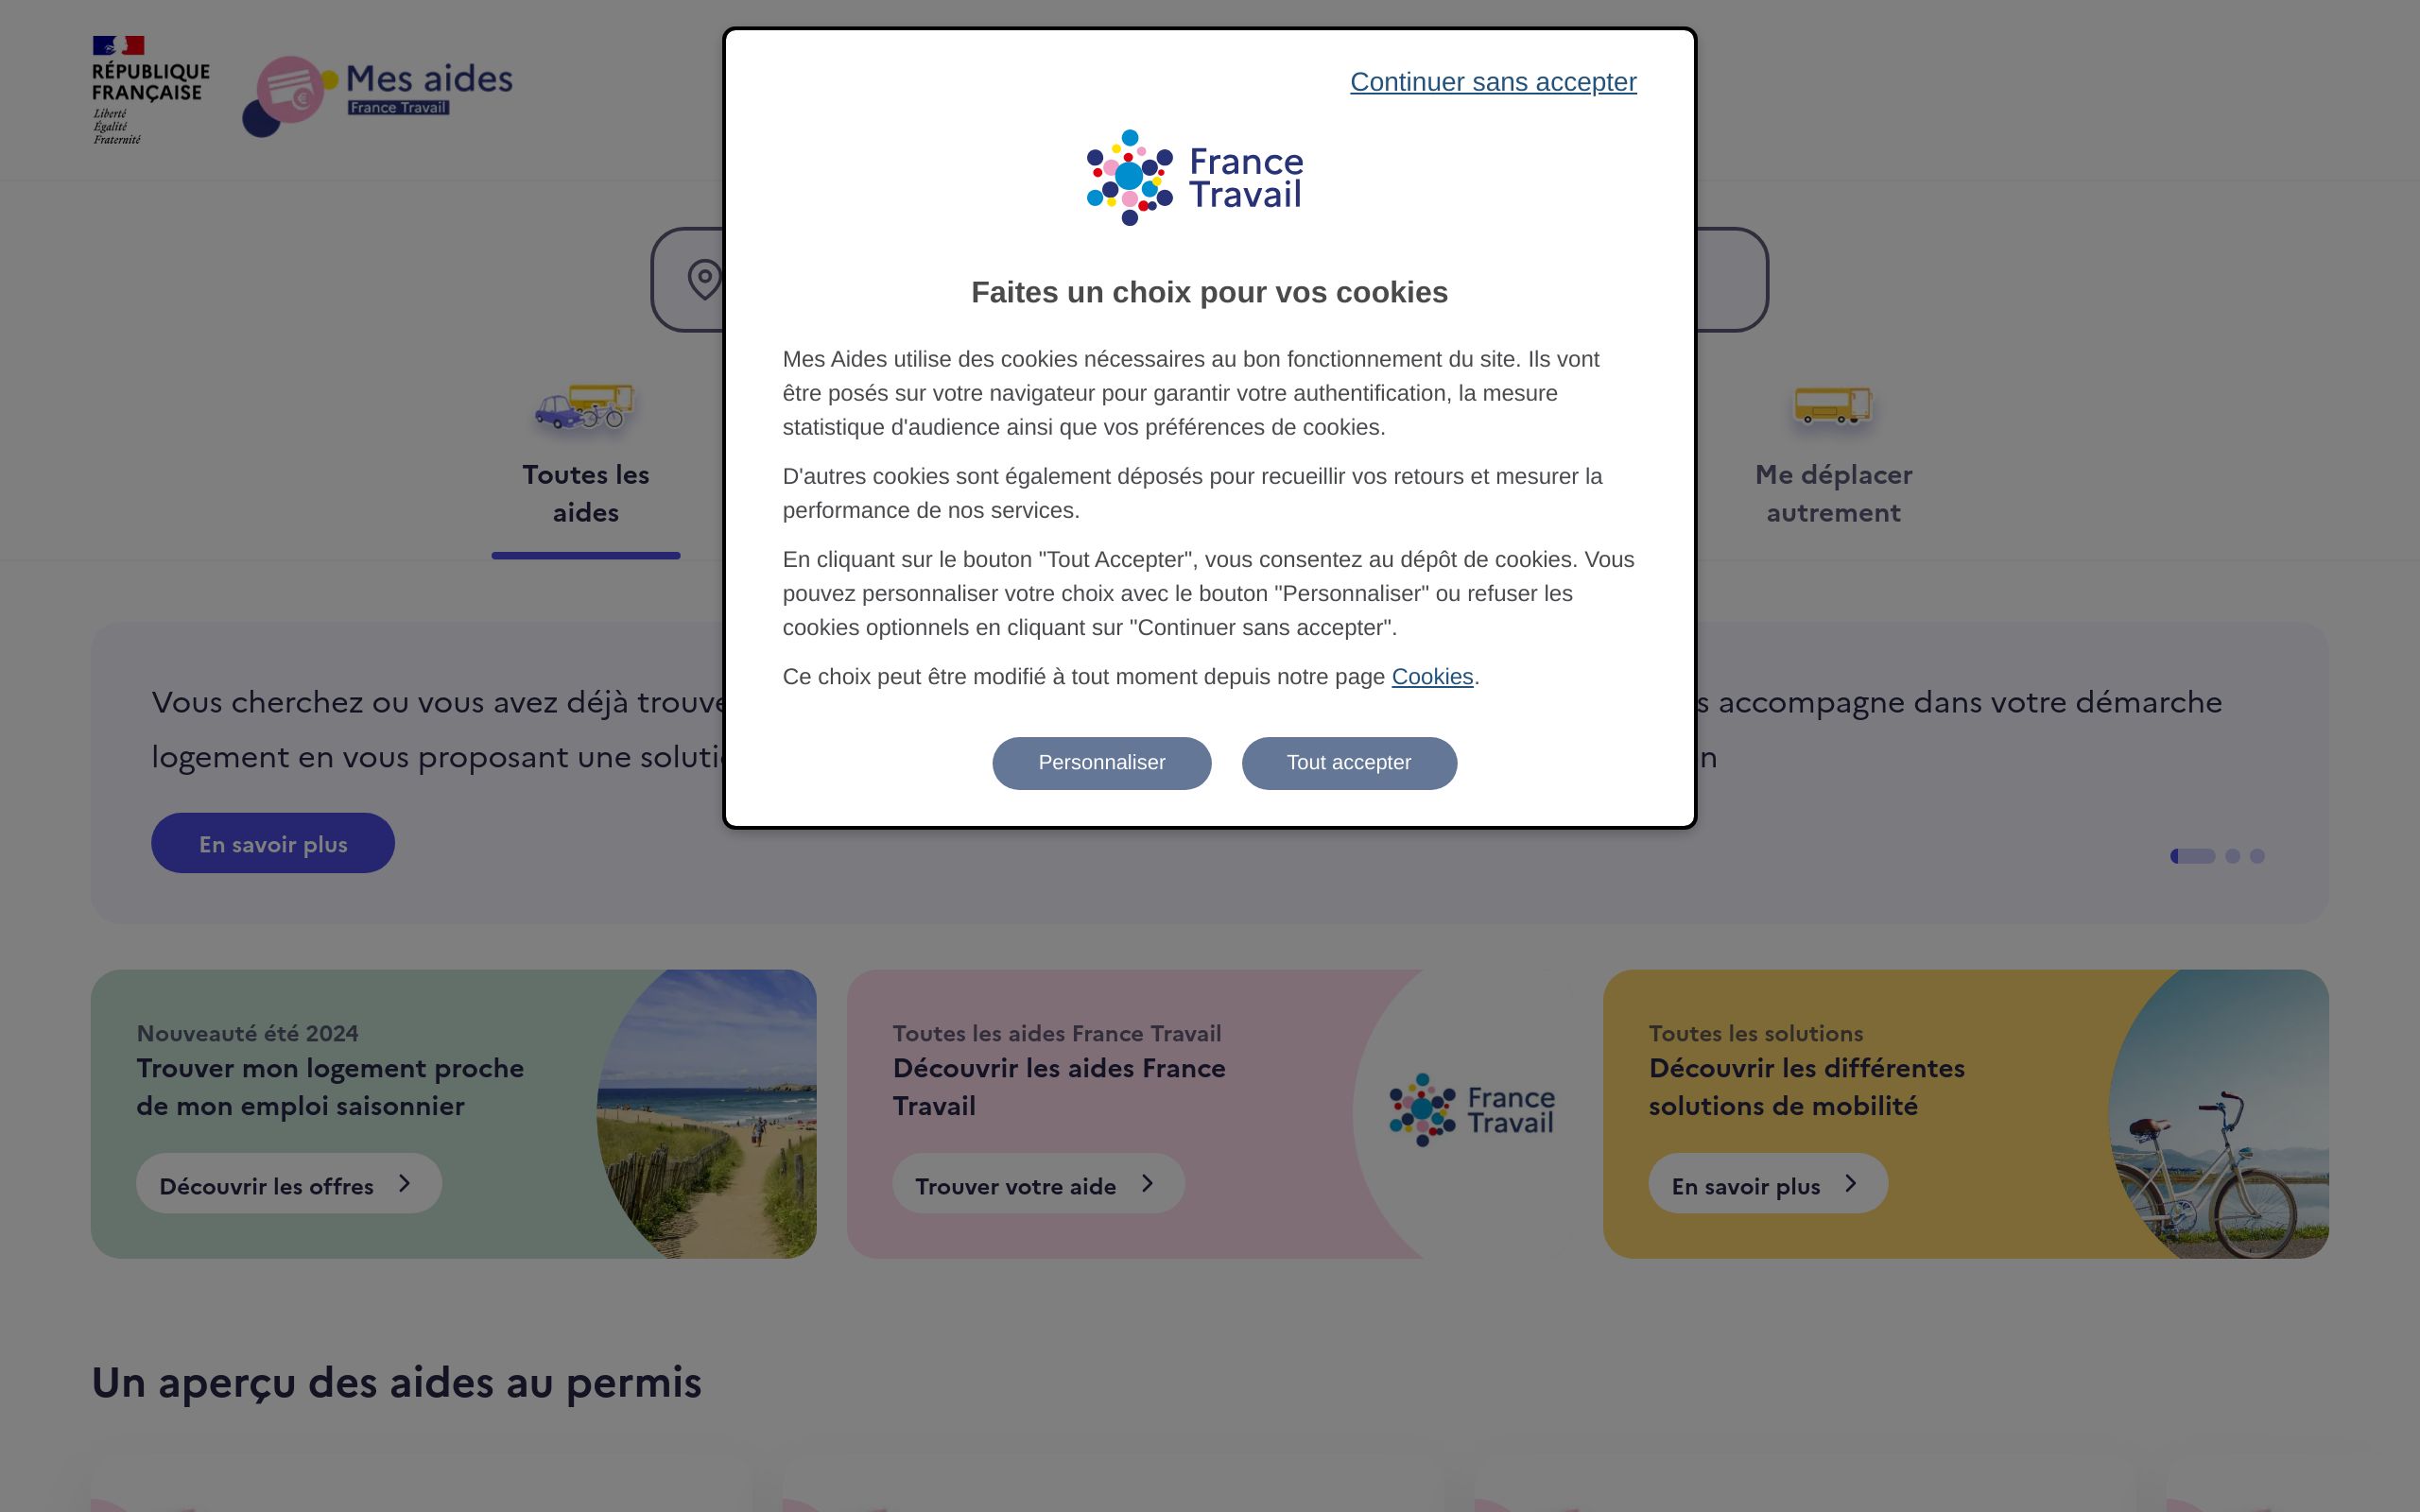 RÉPUBLIQUE
FRANÇAISE
Liberté
Égalité
Fraternité
Mes aides
France Travail
Continuer sans accepter
France
Travail
Faites un choix pour vos cookies
Mes Aides utilise des cookies nécessaires au bon fonctionnement du site. Ils vont
être posés sur votre navigateur pour garantir votre authentification, la mesure
statistique d'audience ainsi que vos préférences de cookies.
D'autres cookies sont également déposés pour recueillir vos retours et mesurer la
performance de nos services.
En cliquant sur le bouton "Tout Accepter", vous consentez au dépôt de cookies. Vous
pouvez personnaliser votre choix avec le bouton "Personnaliser" ou refuser les
cookies optionnels en cliquant sur "Continuer sans accepter".
Ce choix peut être modifié à tout moment depuis notre page Cookies.
Personnaliser
Tout accepter
Toutes les
aides
Me déplacer
autrement
Vous cherchez ou vous avez déjà accompagne dans votre démarche
logement en vous proposant une
En savoir plus
Nouveauté été 2024
Trouver mon logement proche
de mon emploi saisonnier
Découvrir les offres
Toutes les aides France Travail
Découvrir les aides France
Travail
Trouver votre aide
France
Travail
Toutes les solutions
Découvrir les différentes
solutions de mobilité
En savoir plus
Un aperçu des aides au permis